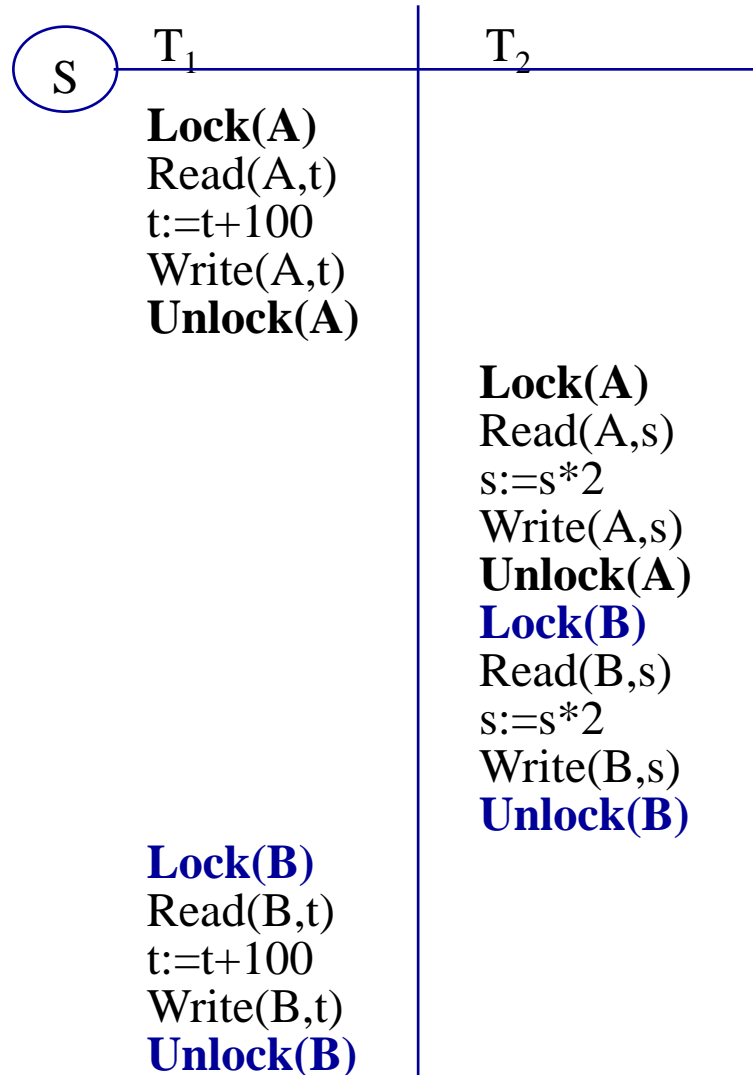 S
T₁ T₂
Lock(A)
Read(A,t)
t:=t+100
Write(A,t)
Unlock(A)
Lock(A)
Read(A,s)
s:=s*2
Write(A,s)
Unlock(A)
Lock(B)
Read(B,s)
s:=s*2
Write(B,s)
Unlock(B)
Lock(B)
Read(B,t)
t:=t+100
Write(B,t)
Unlock(B)